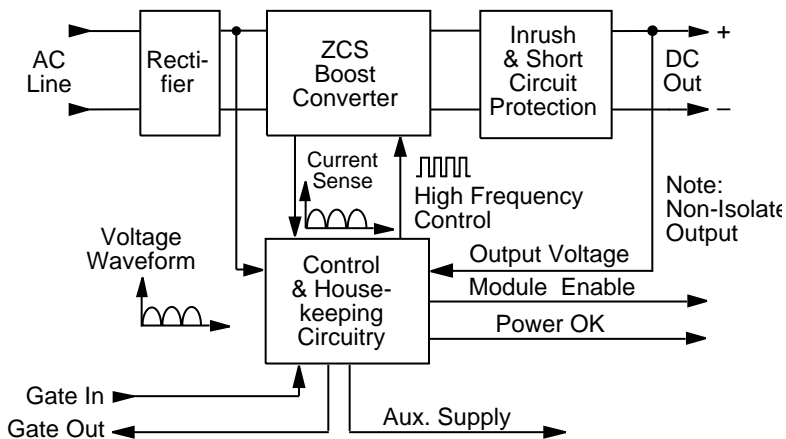 AC
Line
Recti-
fier
ZCS
Boost
Converter
Inrush
& Short
Circuit
Protection
+
DC
Out
–
Current
Sense
High Frequency
Control
Note:
Non-Isolate
Output
Voltage
Waveform
Control
& House-
keeping
Circuitry
Output Voltage
Module Enable
Power OK
Gate In
Gate Out
Aux. Supply